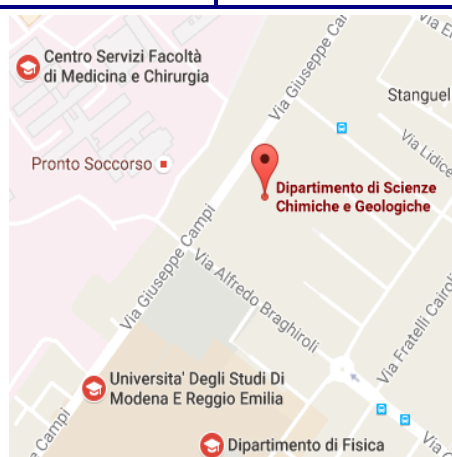 Via Giuseppe Ca
Centro Servizi Facoltà
di Medicina e Chirurgia
Stanguel
Via Lidice
Pronto Soccorso
Dipartimento di Scienze
Chimiche e Geologiche
Via Giuseppe Campi
Via Alfredo Braghiroli
Via Fratelli Cairoli
Universita' Degli Studi Di
Modena E Reggio Emilia
Campi
Dipartimento di Fisica